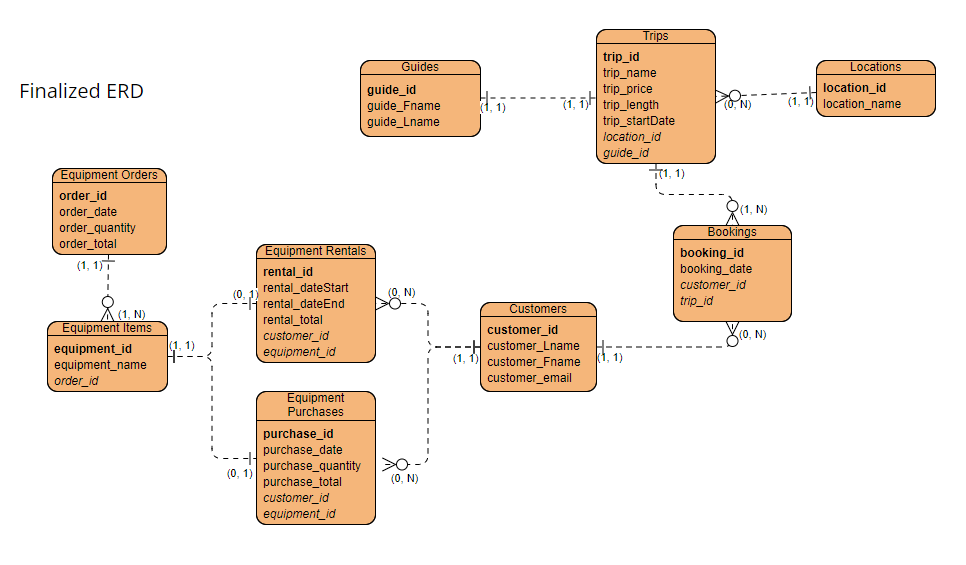 Finalized ERD
Guides
guide_id
guide_Fname
guide_Lname
(1, 1)
(1, 1)
Trips
trip_id
trip_name
trip_price
trip_length
trip_startDate
location_id
guide_id
(0, N)
(1, 1)
Locations
location_id
location_name
(1, 1)
(1, N)
Bookings
booking_id
booking_date
customer_id
trip_id
(0, N)
Equipment Orders
order_id
order_date
order_quantity
order_total
(1, 1)
(1, N)
Equipment Items
equipment_id
equipment_name
order_id
(1, 1)
(0, 1)
Equipment Rentals
rental_id
rental_dateStart
rental_dateEnd
rental_total
customer_id
equipment_id
(0, N)
Customers
customer_id
customer_Lname
customer_Fname
customer_email
(1, 1)
(1, 1)
Equipment
Purchases
purchase_id
purchase_date
purchase_quantity
purchase_total
customer_id
equipment_id
(0, 1)
(0, N)